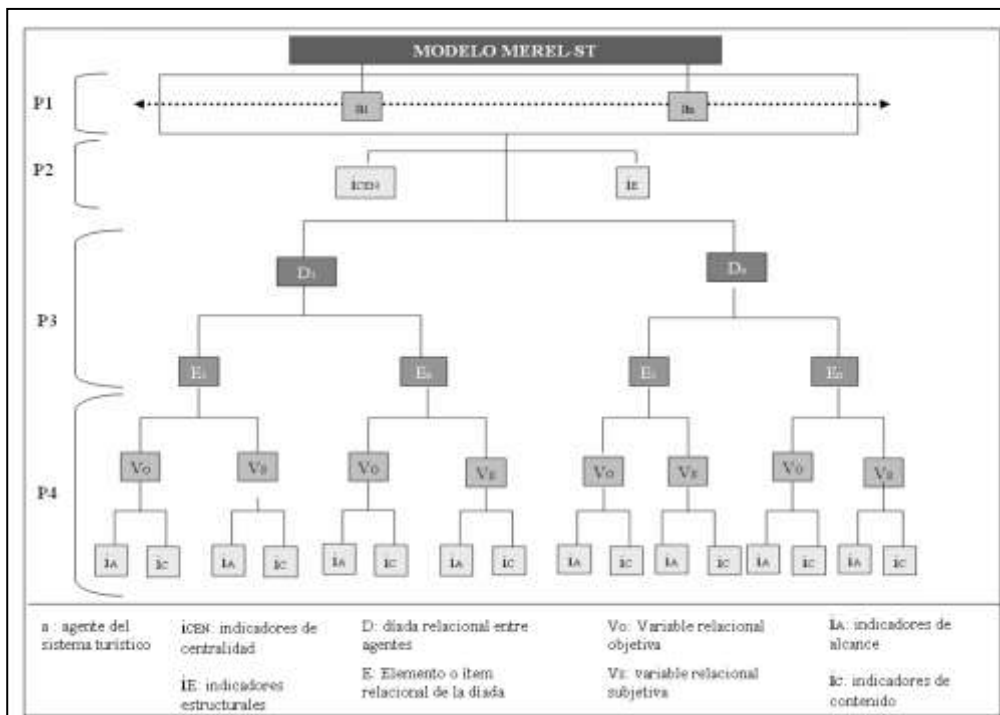 MODELO MEREL-ST
P1
a1 an
P2
iCEN iE
D1 Dn
P3
E1 En E1 En
VO VS VO VS VO VS VO VS
P4
iA iC iA iC iA iC iA iC iA iC iA iC iA iC iA iC
a : agente del
sistema turístico
iCEN: indicadores de
centralidad
iE: indicadores
estructurales
D: díada relacional entre
agentes
E: Elemento o ítem
relacional de la díada
Vo: Variable relacional
objetiva
Vs: variable relacional
subjetiva
iA: indicadores de
alcance
iC: indicadores de
contenido